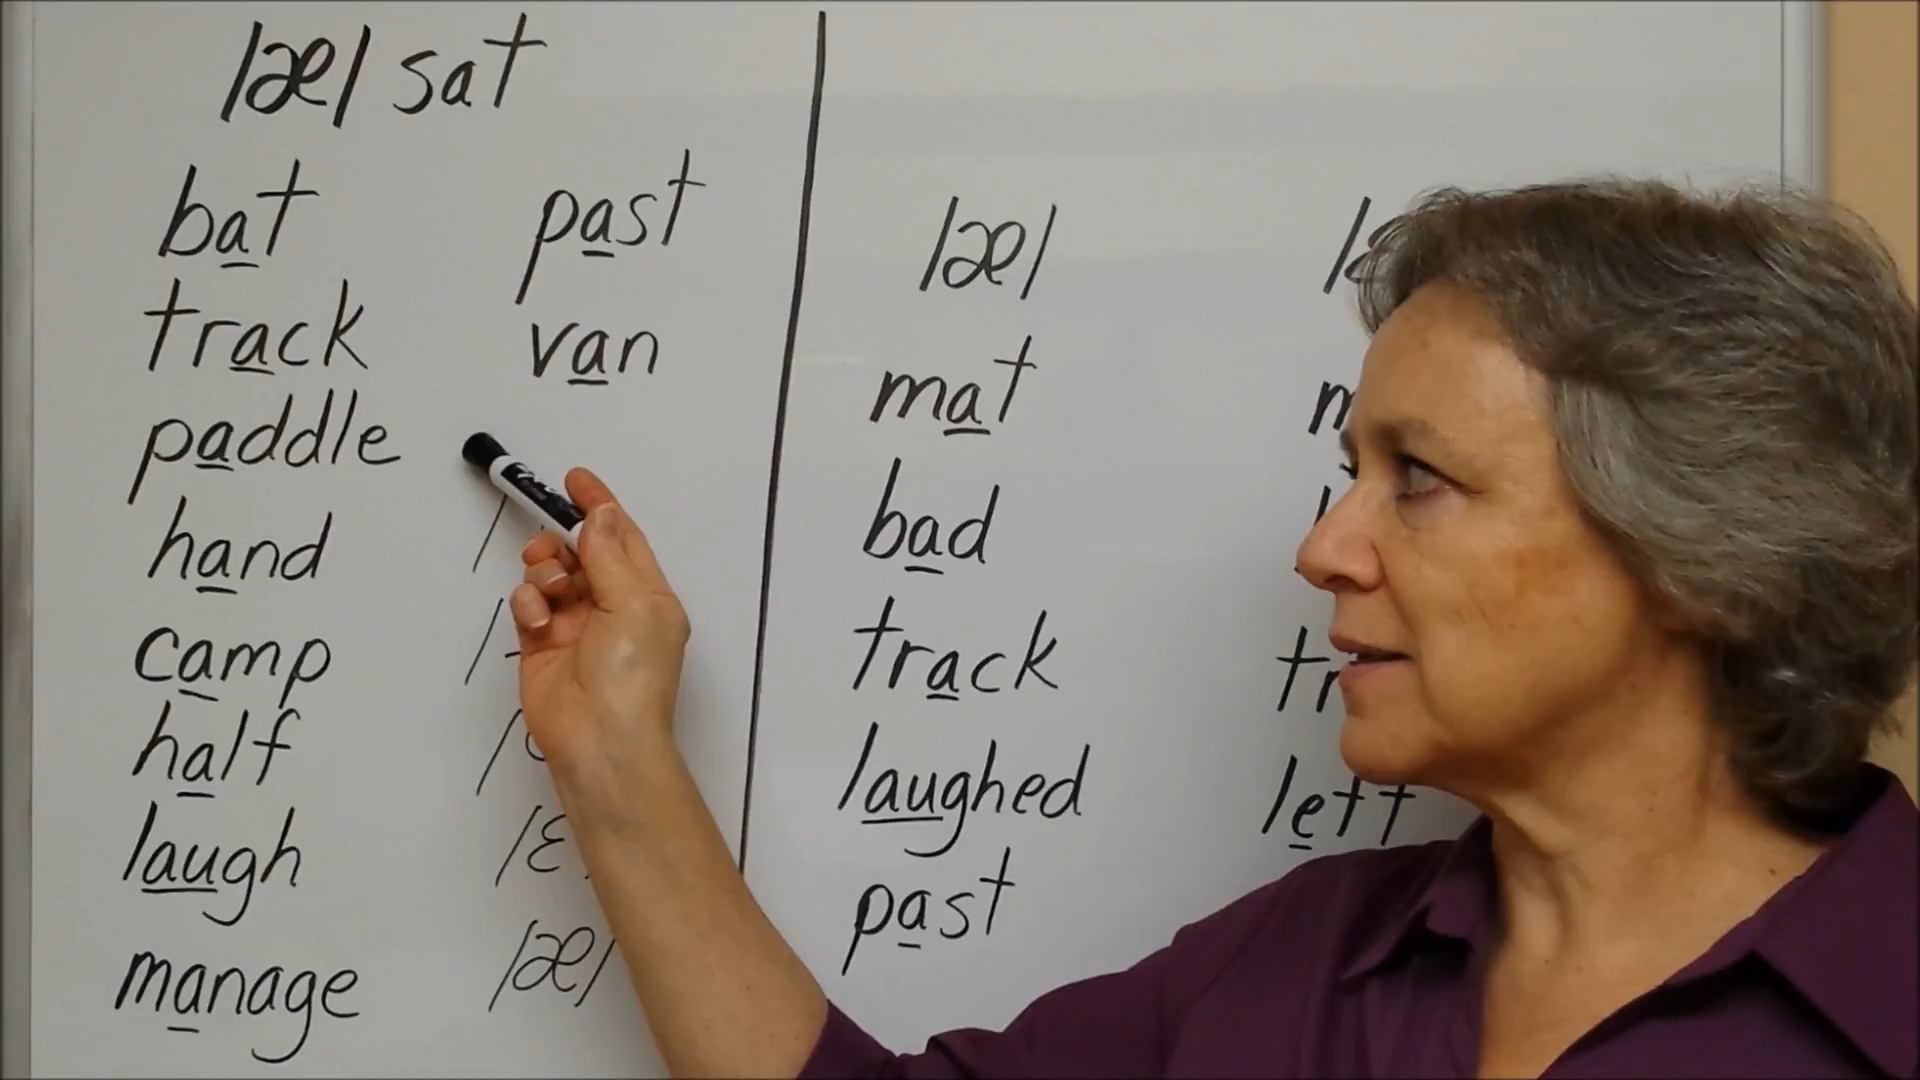 /æ/ sat
bat past
track van
paddle
hand
camp
half
laugh /ɛ
manage /æ/
/æ/
mat
bad
track
laughed left
past